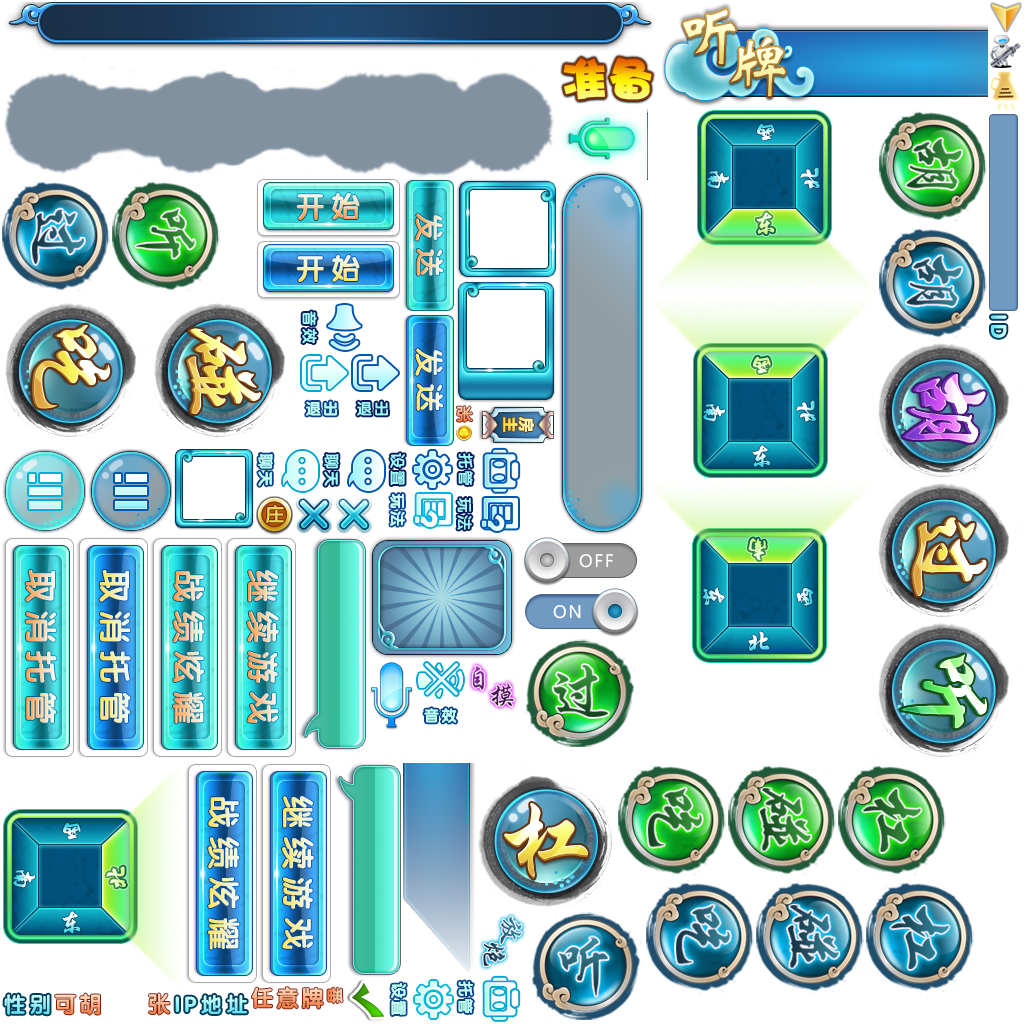 听牌
准备
胡
过
听
开始
发送
东
南
西
北
开始
胡
ID
音效
吃
碰
丑
丑
发送
张
房主
西
南
北
东
胡
聊天
聊天
设置
托管
出
玩法
玩法
过
取消托管
取消托管
战绩炫耀
继续游戏
OFF
ON
南
东
西
北
自摸
音效
过
听
战绩炫耀
继续游戏
杠
吃
碰
杠
西
南
北
东
听
吃
碰
杠
放炮
性别可胡
张IP地址任意牌
设置
托管